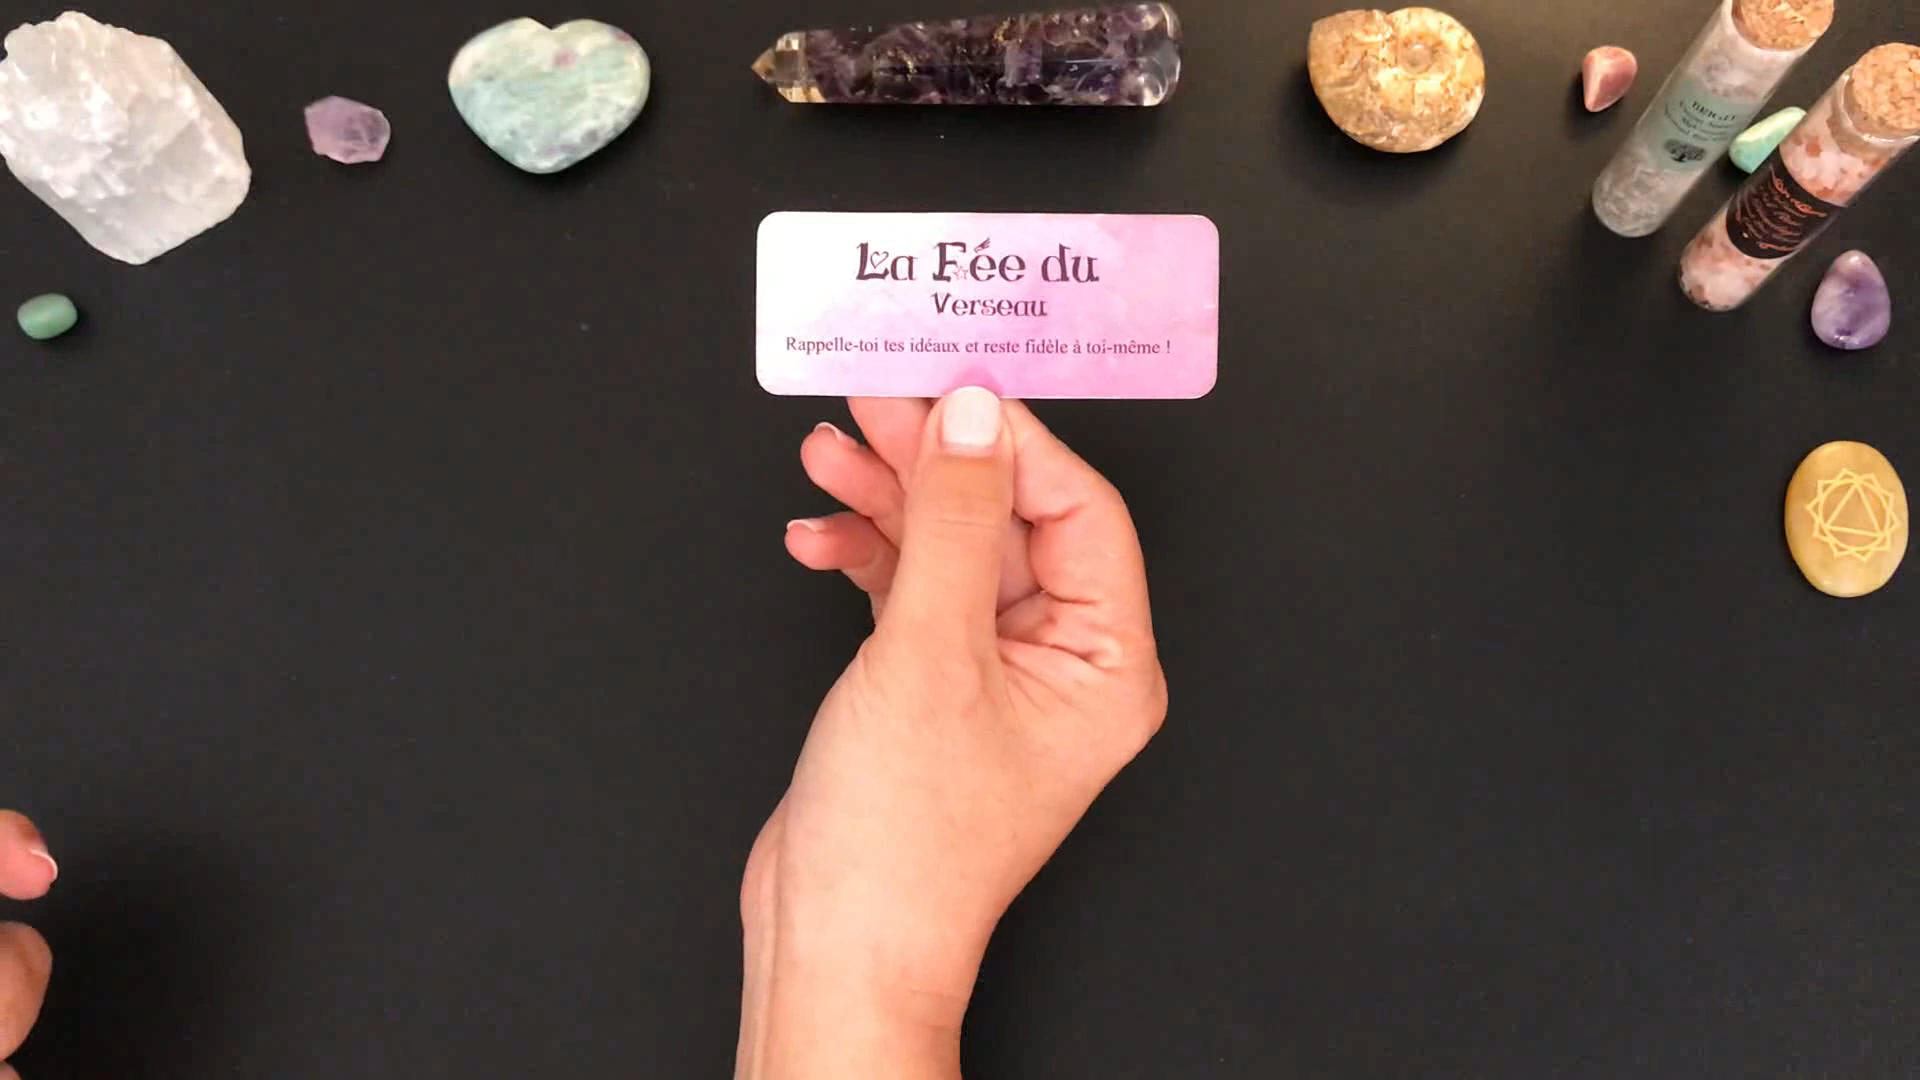 La Fée du
Verseau
Rappelle-toi tes idéaux et reste fidèle à toi-même !